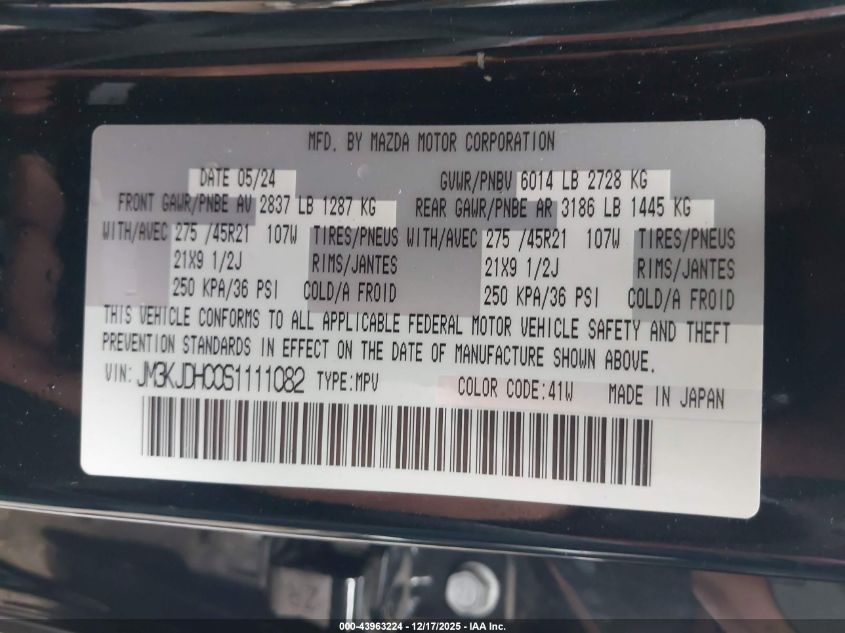 MFD. BY MAZDA MOTOR CORPORATION
DATE 05/24 GVWR/PNBV 6014 LB 2728 KG
FRONT GAWR/PNBE AV 2837 LB 1287 KG REAR GAWR/PNBE AR 3186 LB 1445 KG
WITH/AVEC 275 /45R21 107W TIRES/PNEUS WITH/AVEC 275 /45R21 107W TIRES/PNEUS
21X9 1/2J RIMS/JANTES 21X9 1/2J RIMS/JANTES
250 KPA/36 PSI COLD/A FROID 250 KPA/36 PSI COLD/A FROID
THIS VEHICLE CONFORMS TO ALL APPLICABLE FEDERAL MOTOR VEHICLE SAFETY AND THEFT
PREVENTION STANDARDS IN EFFECT ON THE DATE OF MANUFACTURE SHOWN ABOVE.
VIN: JM3KJDHC0S1111082 TYPE:MPV COLOR CODE:41W MADE IN JAPAN
000-43963224 - 12/17/2025 - IAA Inc.